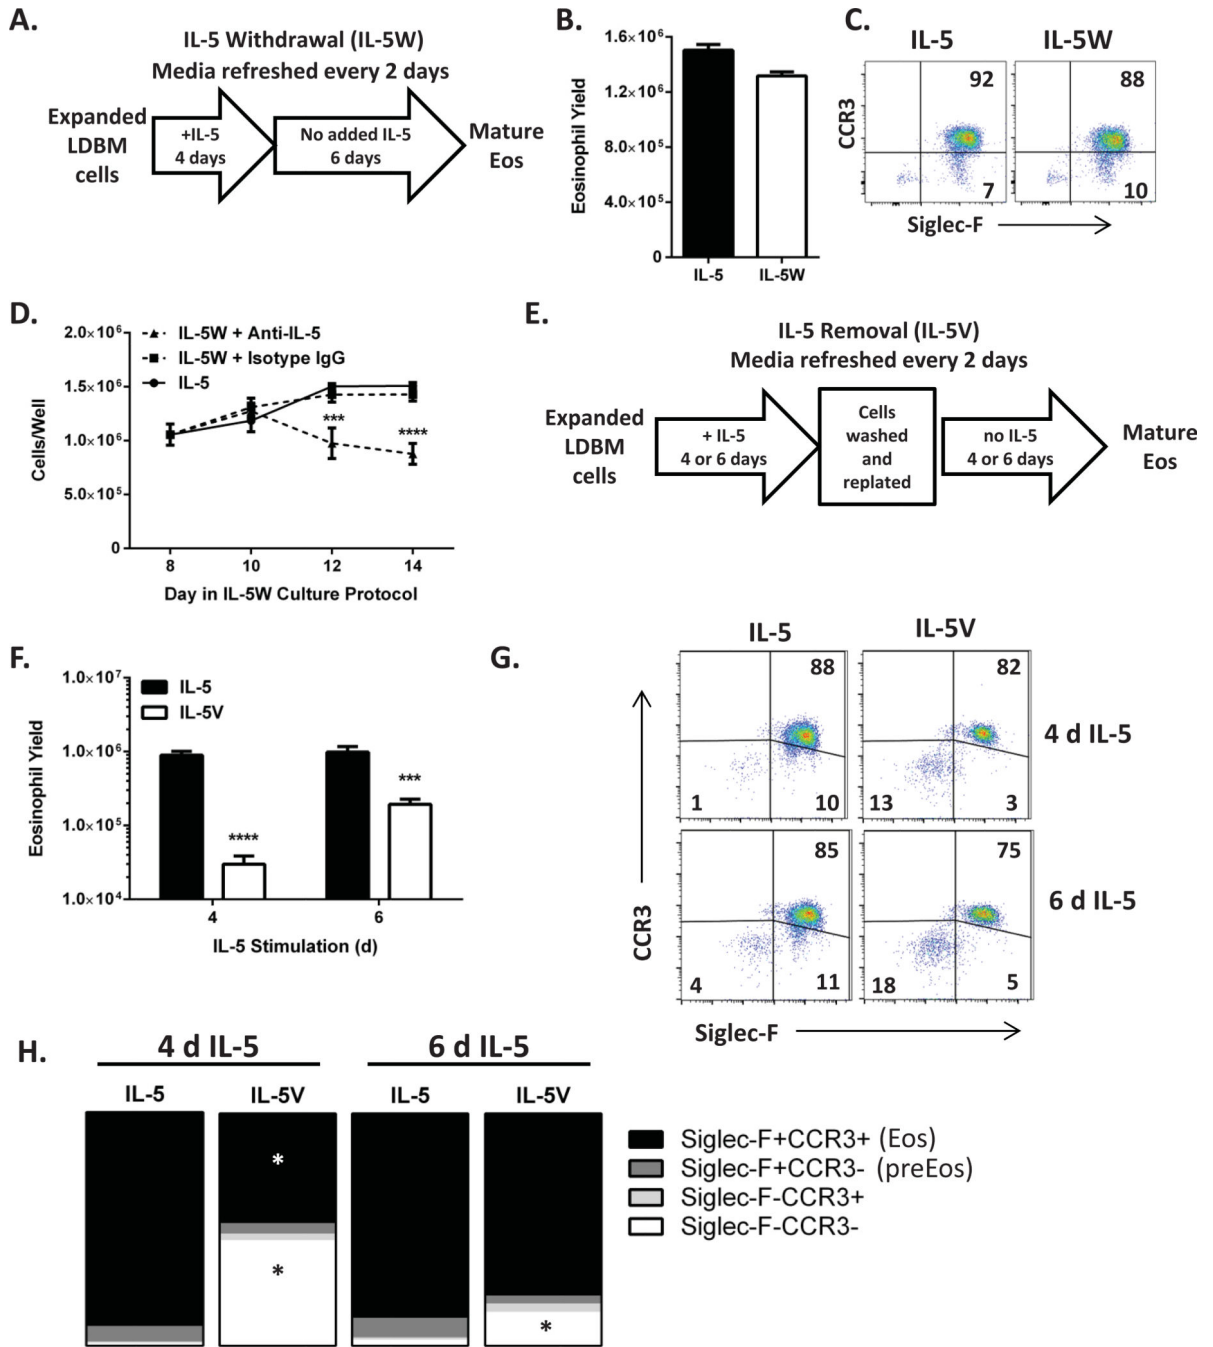 A.
IL-5 Withdrawal (IL-5W)
Media refreshed every 2 days
Expanded
LDBM
cells
+IL-5
4 days
No added IL-5
6 days
Mature
Eos
B.
Eosinophil Yield
1.6×10⁶
1.2×10⁶
8.0×10⁵
4.0×10⁵
0
IL-5
IL-5W
C.
IL-5
IL-5W
CCR3
92
7
88
10
Siglec-F
D.
Cells/Well
2.0×10⁶
1.5×10⁶
1.0×10⁶
5.0×10⁵
0
IL-5W + Anti-IL-5
IL-5W + Isotype IgG
IL-5
***
****
8
10
12
14
Day in IL-5W Culture Protocol
E.
IL-5 Removal (IL-5V)
Media refreshed every 2 days
Expanded
LDBM
cells
+ IL-5
4 or 6 days
Cells
washed
and
replated
no IL-5
4 or 6 days
Mature
Eos
F.
Eosinophil Yield
1.0×10⁷
1.0×10⁶
1.0×10⁵
1.0×10⁴
IL-5
IL-5V
****
***
4
6
IL-5 Stimulation (d)
G.
IL-5
IL-5V
88
1
10
82
13
3
4 d IL-5
85
4
11
75
18
5
6 d IL-5
CCR3
Siglec-F
H.
4 d IL-5
6 d IL-5
IL-5
IL-5V
IL-5
IL-5V
*
*
*
Siglec-F+CCR3+ (Eos)
Siglec-F+CCR3- (preEos)
Siglec-F-CCR3+
Siglec-F-CCR3-